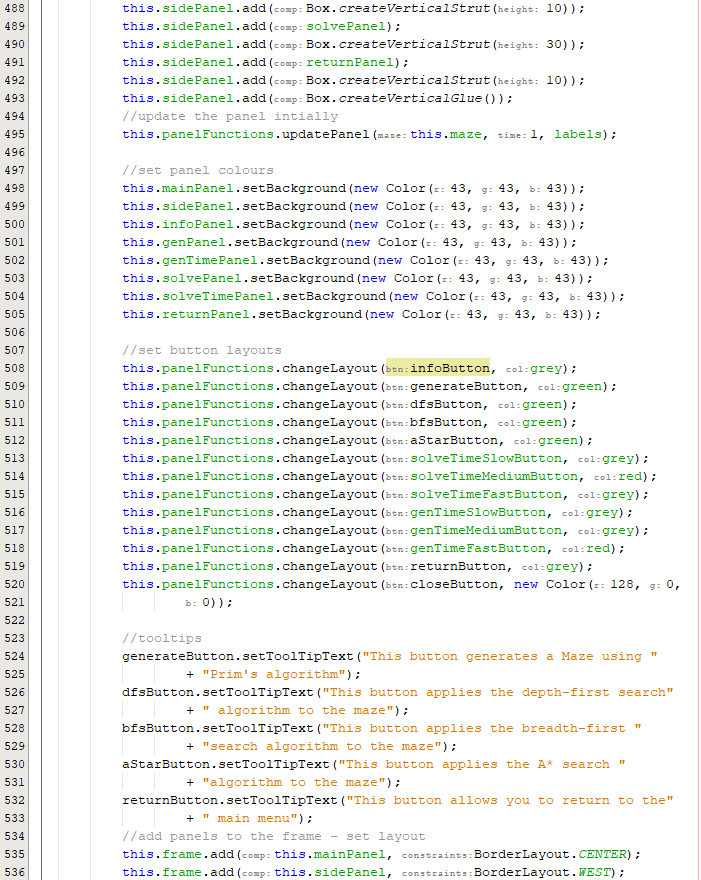 488 this.sidePanel.add(comp: Box.createVerticalStrut(height: 10));
489 this.sidePanel.add(comp: solvePanel);
490 this.sidePanel.add(comp: Box.createVerticalStrut(height: 30));
491 this.sidePanel.add(comp: returnPanel);
492 this.sidePanel.add(comp: Box.createVerticalStrut(height: 10));
493 this.sidePanel.add(comp: Box.createVerticalGlue());
494 //update the panel intially
495 this.panelFunctions.updatePanel(maze: this.maze, time: 1, labels);
496
497 //set panel colours
498 this.mainPanel.setBackground(new Color(r: 43, g: 43, b: 43));
499 this.sidePanel.setBackground(new Color(r: 43, g: 43, b: 43));
500 this.infoPanel.setBackground(new Color(r: 43, g: 43, b: 43));
501 this.genPanel.setBackground(new Color(r: 43, g: 43, b: 43));
502 this.genTimePanel.setBackground(new Color(r: 43, g: 43, b: 43));
503 this.solvePanel.setBackground(new Color(r: 43, g: 43, b: 43));
504 this.solveTimePanel.setBackground(new Color(r: 43, g: 43, b: 43));
505 this.returnPanel.setBackground(new Color(r: 43, g: 43, b: 43));
506
507 //set button layouts
508 this.panelFunctions.changeLayout(btn: infoButton, col: grey);
509 this.panelFunctions.changeLayout(btn: generateButton, col: green);
510 this.panelFunctions.changeLayout(btn: dfsButton, col: green);
511 this.panelFunctions.changeLayout(btn: bfsButton, col: green);
512 this.panelFunctions.changeLayout(btn: aStarButton, col: green);
513 this.panelFunctions.changeLayout(btn: solveTimeSlowButton, col: grey);
514 this.panelFunctions.changeLayout(btn: solveTimeMediumButton, col: red);
515 this.panelFunctions.changeLayout(btn: solveTimeFastButton, col: grey);
516 this.panelFunctions.changeLayout(btn: genTimeSlowButton, col: grey);
517 this.panelFunctions.changeLayout(btn: genTimeMediumButton, col: grey);
518 this.panelFunctions.changeLayout(btn: genTimeFastButton, col: red);
519 this.panelFunctions.changeLayout(btn: returnButton, col: grey);
520 this.panelFunctions.changeLayout(btn: closeButton, new Color(r: 128, g: 0,
521 b: 0));
522
523 //tooltips
524 generateButton.setToolTipText("This button generates a Maze using "
525 + "Prim's algorithm");
526 dfsButton.setToolTipText("This button applies the depth-first search"
527 + " algorithm to the maze");
528 bfsButton.setToolTipText("This button applies the breadth-first "
529 + "search algorithm to the maze");
530 aStarButton.setToolTipText("This button applies the A* search "
531 + "algorithm to the maze");
532 returnButton.setToolTipText("This button allows you to return to the"
533 + " main menu");
534 //add panels to the frame - set layout
535 this.frame.add(comp: this.mainPanel, constraints: BorderLayout.CENTER);
536 this.frame.add(comp: this.sidePanel, constraints: BorderLayout.WEST);